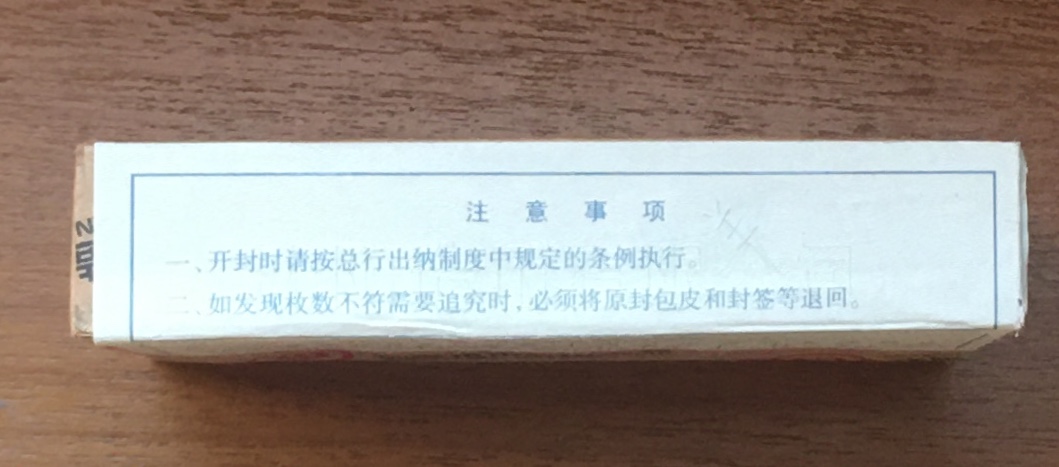 注意事项
一、开封时请按总行出纳制度中规定的条例执行。
二、如发现枚数不符需要追究时,必须将原封包皮和封签等退回。